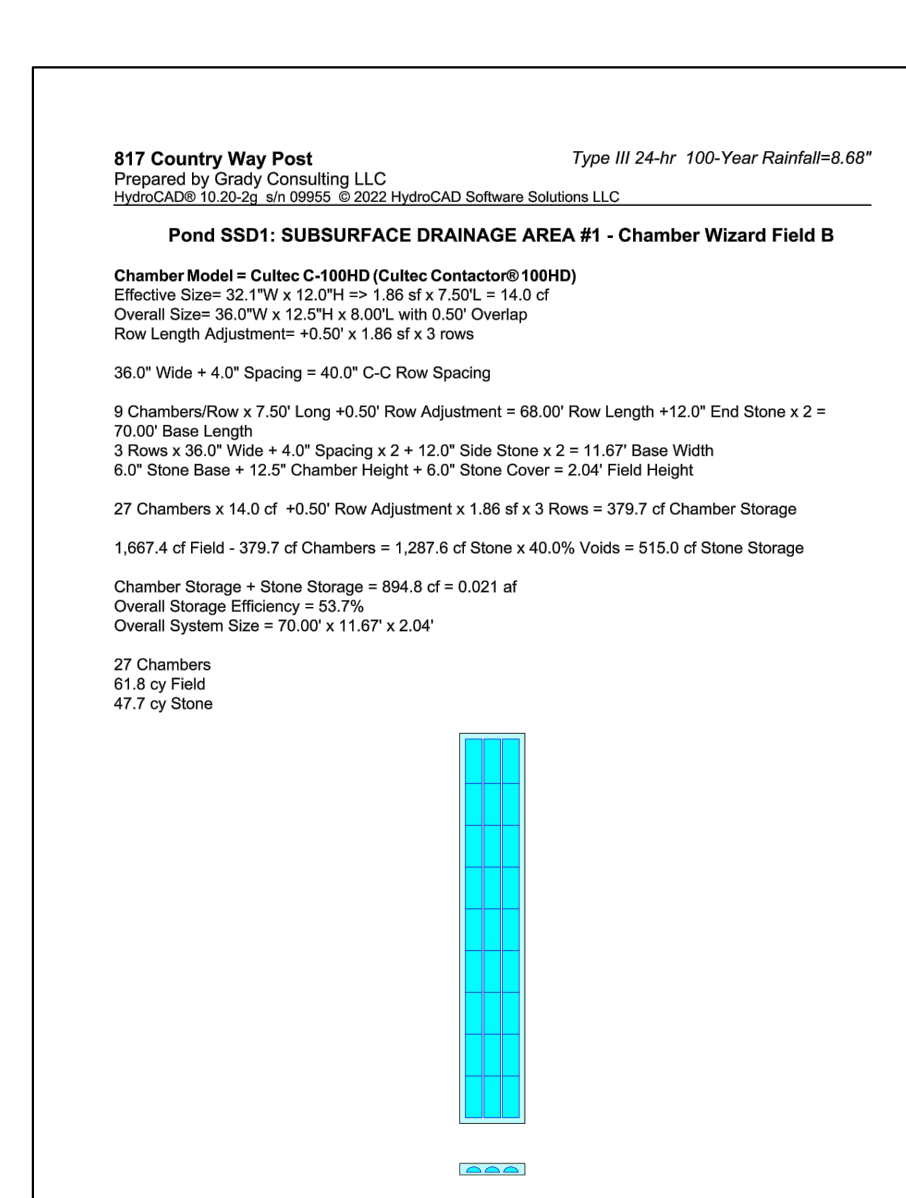 817 Country Way Post
Type III 24-hr 100-Year Rainfall=8.68"
Prepared by Grady Consulting LLC
HydroCAD® 10.20-2g s/n 09955 © 2022 HydroCAD Software Solutions LLC
Pond SSD1: SUBSURFACE DRAINAGE AREA #1 - Chamber Wizard Field B
Chamber Model = Cultec C-100HD (Cultec Contactor® 100HD)
Effective Size= 32.1"W x 12.0"H => 1.86 sf x 7.50'L = 14.0 cf
Overall Size= 36.0"W x 12.5"H x 8.00'L with 0.50' Overlap
Row Length Adjustment= +0.50' x 1.86 sf x 3 rows
36.0" Wide + 4.0" Spacing = 40.0" C-C Row Spacing
9 Chambers/Row x 7.50' Long +0.50' Row Adjustment = 68.00' Row Length +12.0" End Stone x 2 =
70.00' Base Length
3 Rows x 36.0" Wide + 4.0" Spacing x 2 + 12.0" Side Stone x 2 = 11.67' Base Width
6.0" Stone Base + 12.5" Chamber Height + 6.0" Stone Cover = 2.04' Field Height
27 Chambers x 14.0 cf +0.50' Row Adjustment x 1.86 sf x 3 Rows = 379.7 cf Chamber Storage
1,667.4 cf Field - 379.7 cf Chambers = 1,287.6 cf Stone x 40.0% Voids = 515.0 cf Stone Storage
Chamber Storage + Stone Storage = 894.8 cf = 0.021 af
Overall Storage Efficiency = 53.7%
Overall System Size = 70.00' x 11.67' x 2.04'
27 Chambers
61.8 cy Field
47.7 cy Stone